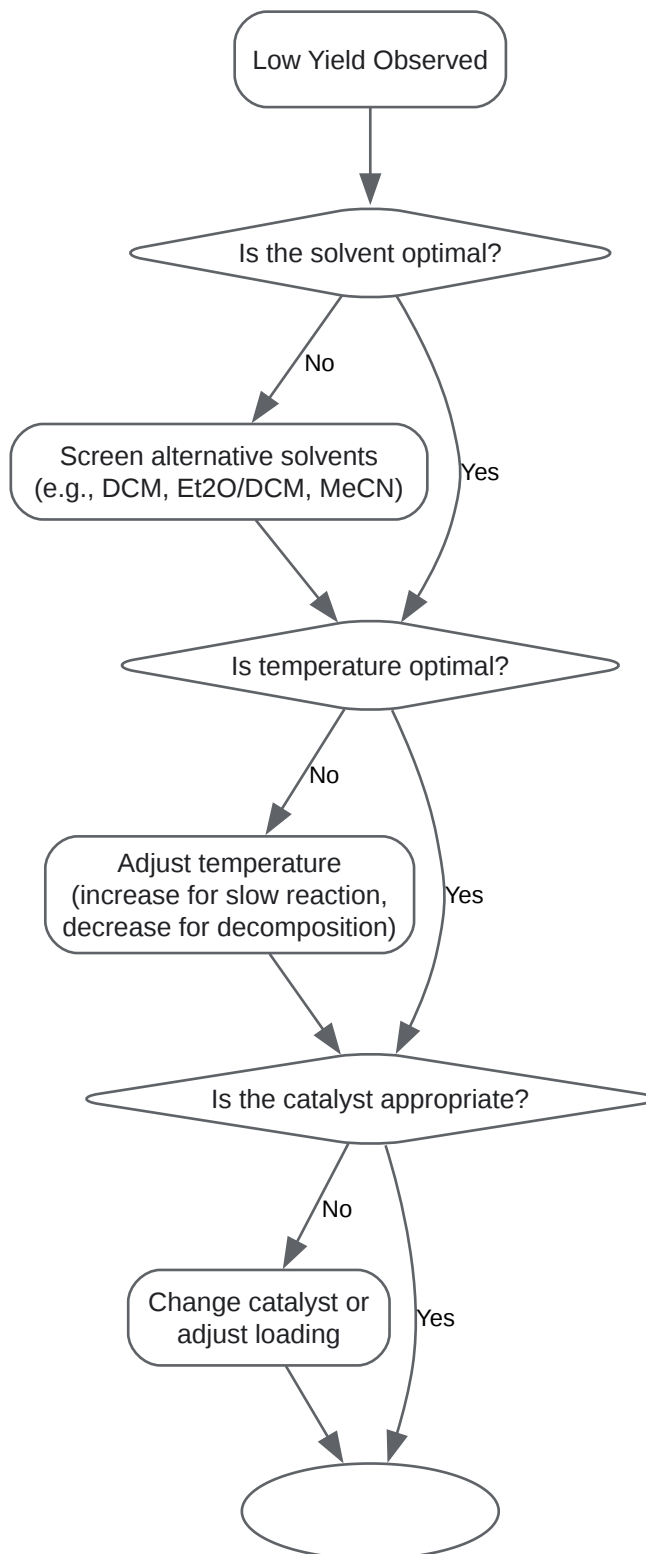 Low Yield Observed
Is the solvent optimal?
No
Screen alternative solvents
(e.g., DCM, Et2O/DCM, MeCN)
Yes
Is temperature optimal?
No
Adjust temperature
(increase for slow reaction,
decrease for decomposition)
Yes
Is the catalyst appropriate?
No
Change catalyst or
adjust loading
Yes